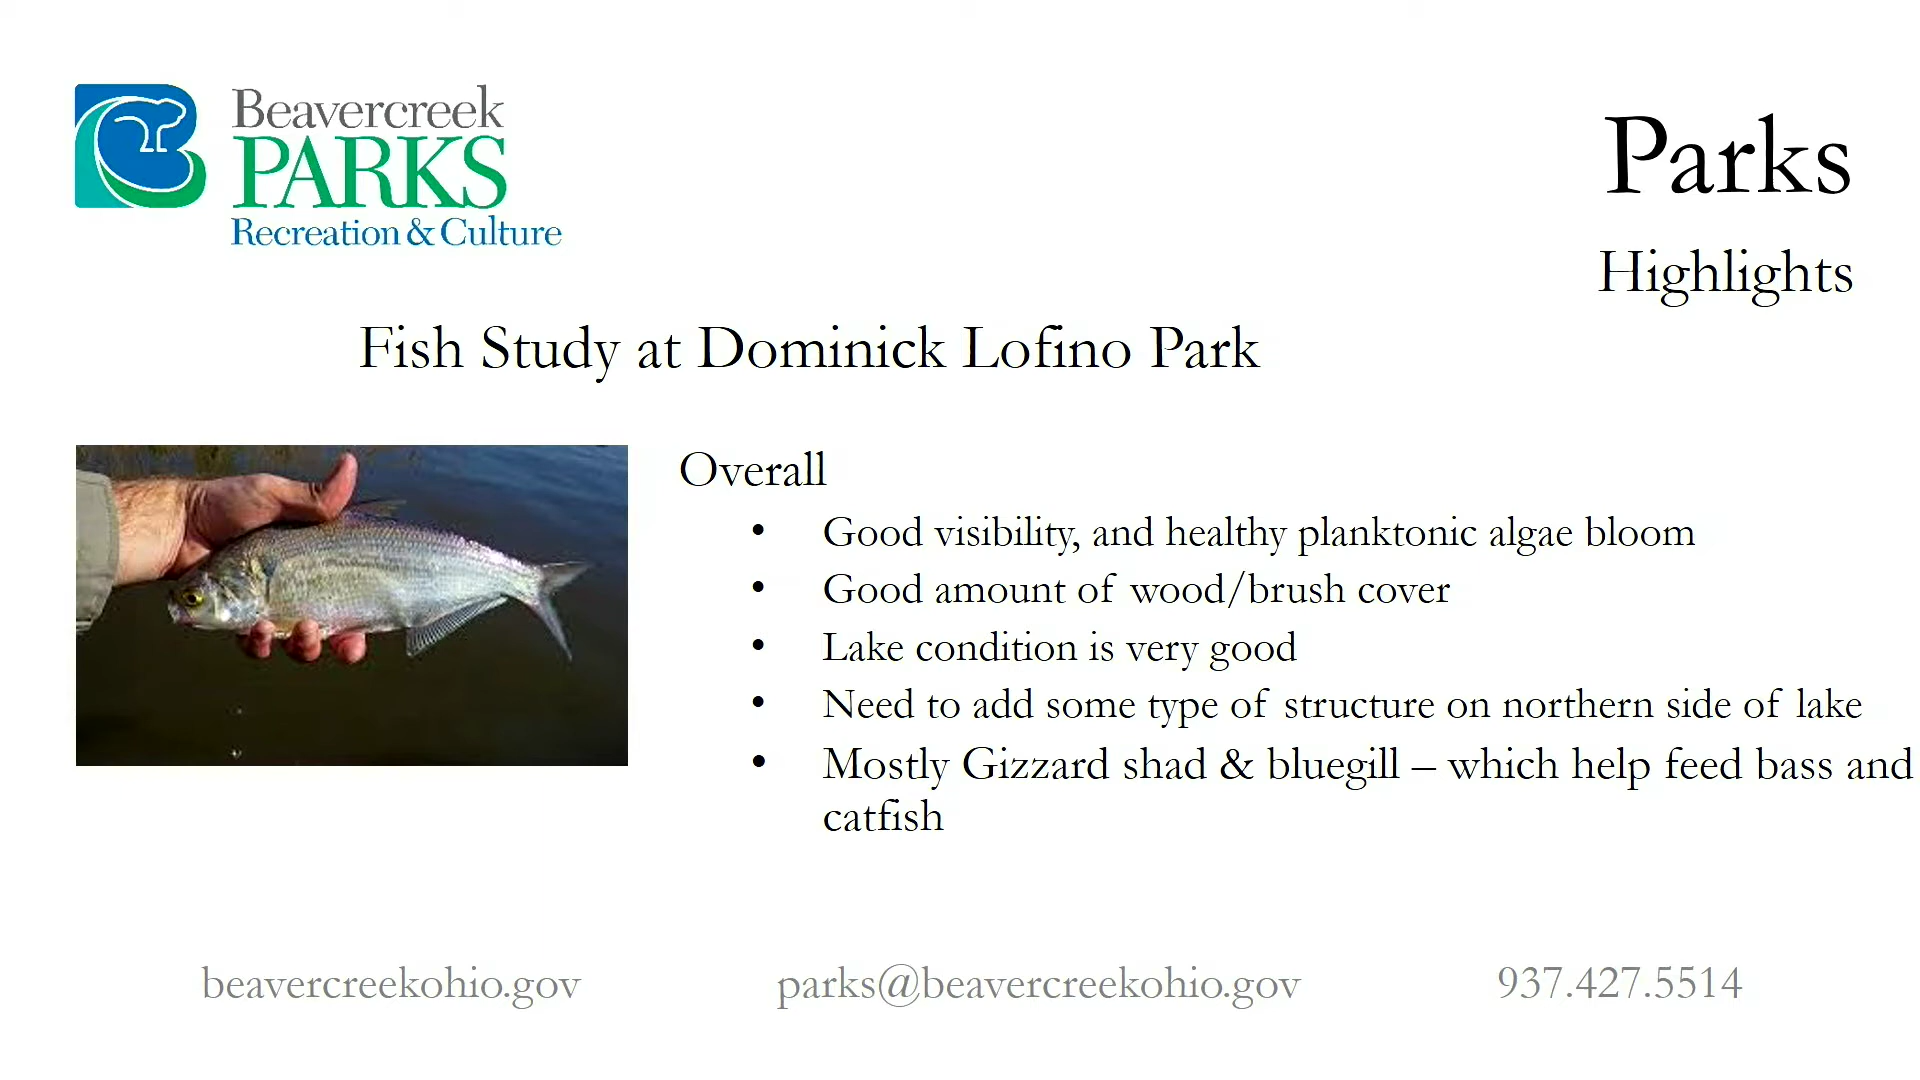 Beavercreek
PARKS
Recreation & Culture
Parks
Highlights
Fish Study at Dominick Lofino Park
Overall
• Good visibility, and healthy planktonic algae bloom
• Good amount of wood/brush cover
• Lake condition is very good
• Need to add some type of structure on northern side of lake
• Mostly Gizzard shad & bluegill – which help feed bass and
catfish
beavercreekohio.gov
parks@beavercreekohio.gov
937.427.5514